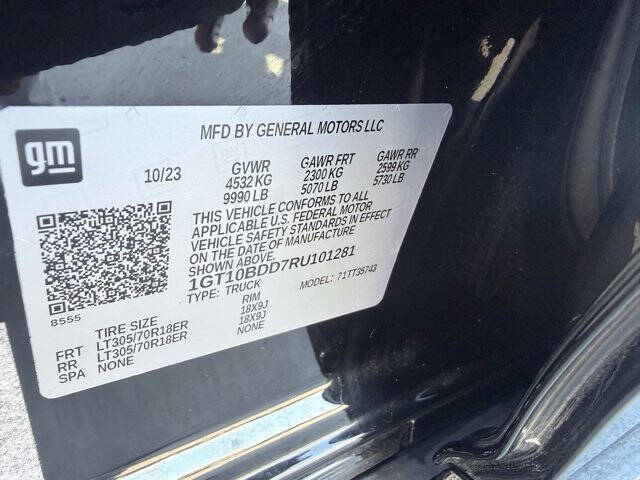 MFD BY GENERAL MOTORS LLC
gm
10/23 GVWR GAWR FRT GAWR RR
4532 KG 2300 KG 2599 KG
9990 LB 5070 LB 5730 LB
THIS VEHICLE CONFORMS TO ALL
APPLICABLE U.S. FEDERAL MOTOR
VEHICLE SAFETY STANDARDS IN EFFECT
ON THE DATE OF MANUFACTURE
SHOWN ABOVE.
1GT10BDD7RU101281
TYPE: TRUCK MODEL: 71TT35743
8555
TIRE SIZE RIM
FRT LT305/70R18ER 18X9J
RR LT305/70R18ER 18X9J
SPA NONE NONE